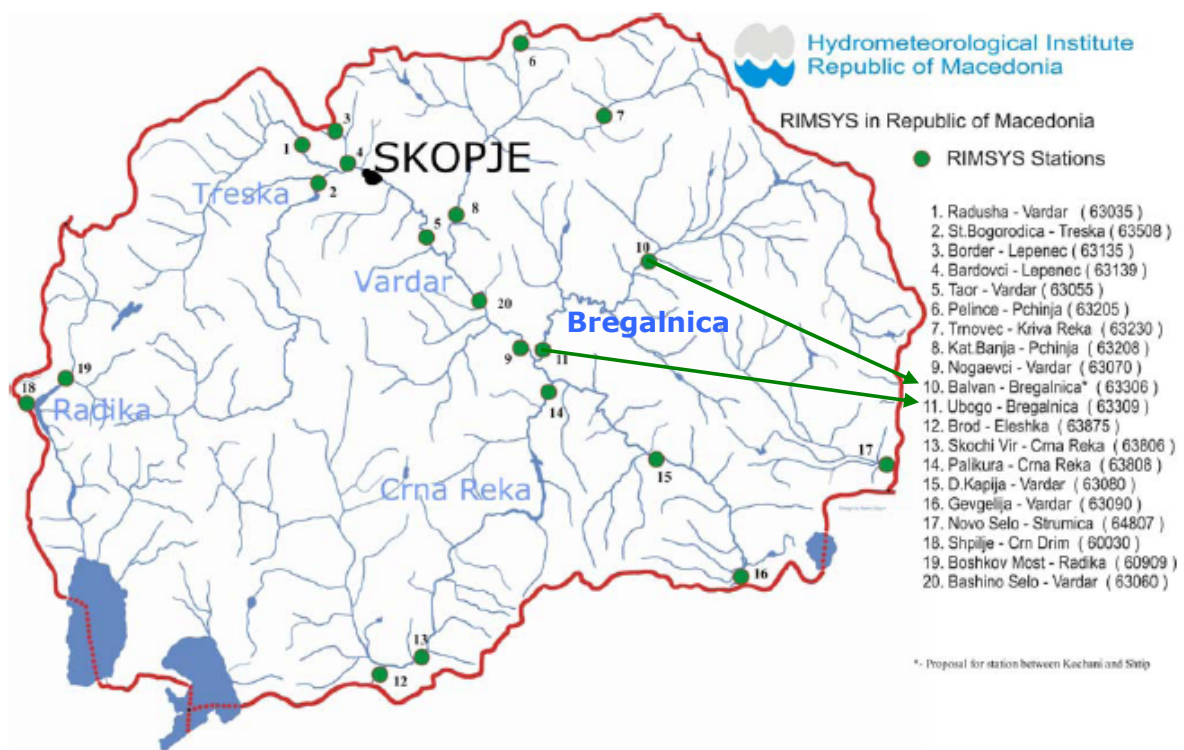 Hydrometeorological Institute
Republic of Macedonia
RIMSYS in Republic of Macedonia
RIMSYS Stations
1. Radusha - Vardar ( 63035 )
2. St.Bogorodica - Treska ( 63508 )
3. Border - Lepenec ( 63135 )
4. Bardovci - Lepenec ( 63139 )
5. Taor - Vardar ( 63055 )
6. Pelince - Pchinja ( 63205 )
7. Trnovec - Kriva Reka ( 63230 )
8. Kat.Banja - Pchinja ( 63208 )
9. Nogaevci - Vardar ( 63070 )
10. Balvan - Bregalnica* ( 63306 )
11. Ubogo - Bregalnica ( 63309 )
12. Brod - Eleshka ( 63875 )
13. Skochi Vir - Crna Reka ( 63806 )
14. Palikura - Crna Reka ( 63808 )
15. D.Kapija - Vardar ( 63080 )
16. Gevgelija - Vardar ( 63090 )
17. Novo Selo - Strumica ( 64807 )
18. Shpilje - Crn Drim ( 60030 )
19. Boshkov Most - Radika ( 60909 )
20. Bashino Selo - Vardar ( 63060 )
*- Proposal for station between Kochani and Shtip
6
7
3
1
4
SKOPJE
Treska
2
8
5
10
Vardar
20
Bregalnica
9
11
19
18
Radika
14
17
15
Crna Reka
16
13
12